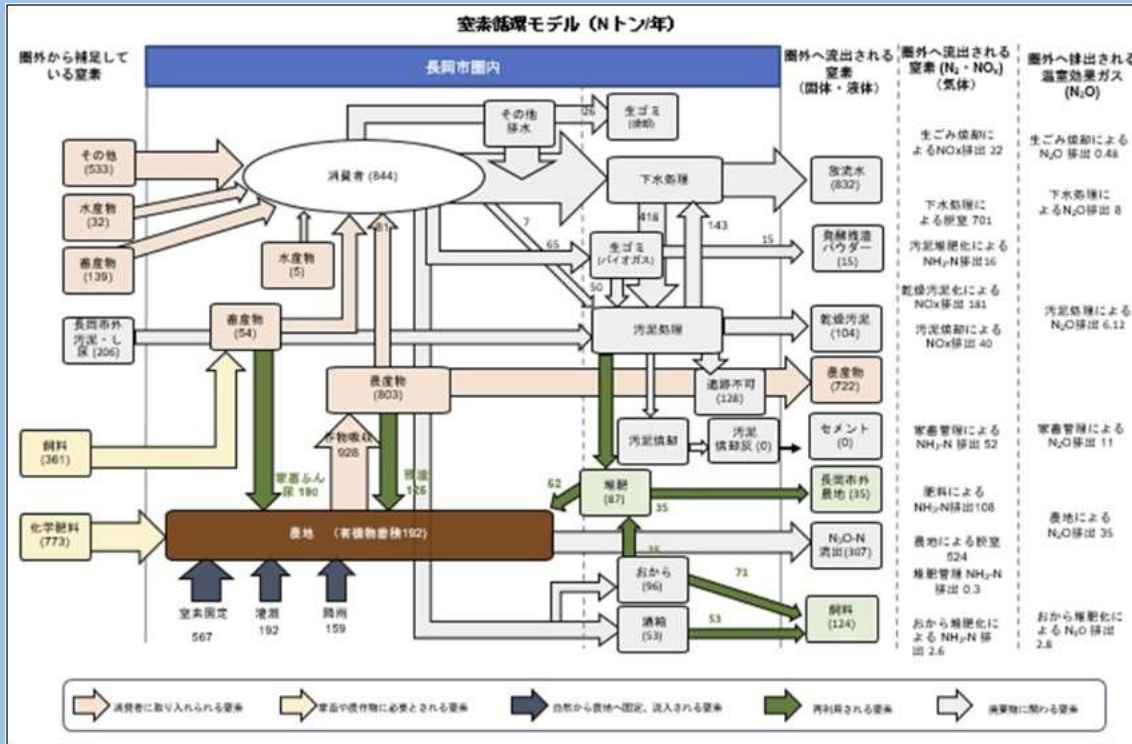 窒素循環モデル（Nトン/年）
圏外から補足して
いる窒素
長岡市圏内
圏外へ流出される
窒素
（固体・液体）
圏外へ流出される
窒素 (N₂・NOₓ)
（気体）
圏外へ排出される
温室効果ガス
(N₂O)
その他
(533)
水産物
(32)
畜産物
(139)
長岡市外
汚泥・し
尿 (206)
飼料
(361)
化学肥料
(773)
消費者 (844)
その他
排水
26
生ゴミ
(焼却)
下水処理
放流水
(832)
水産物
(5)
81
7
65
418
143
生ゴミ
(バイオガス)
15
発酵残渣
パウダー
(15)
50
畜産物
(54)
汚泥処理
乾燥汚泥
(104)
農産物
(803)
追跡不可
(128)
農産物
(722)
作物吸収
928
汚泥焼却
汚泥
焼却灰 (0)
セメント
(0)
家畜ふん
尿 180
126
62
堆肥
(87)
35
長岡市外
農地 (35)
農地 （有機物蓄積192）
N₂O-N
流出(307)
おから
(96)
71
酒粕
(53)
53
飼料
(124)
窒素固定
567
灌漑
192
降雨
159
生ごみ焼却に
よるNOx排出 22
下水処理に
よる脱窒 701
汚泥堆肥化による
NH₃-N排出16
乾燥汚泥化による
NOx排出 181
汚泥焼却による
NOx排出 40
家畜管理による
NH₃-N 排出 52
肥料による
NH₃-N排出108
農地による脱窒
524
堆肥管理 NH₃-N
排出 0.3
おから堆肥化に
よる NH₃-N 排
出 2.6
生ごみ焼却による
N₂O 排出 0.48
下水処理に
よるN₂O排出 8
汚泥処理に
N₂O排出 6.12
家畜管理による
N₂O排出 11
農地による
N₂O排出 35
おから堆肥化に
よる N₂O 排出
2.8
消費者に取り入れられる窒素
家畜や農作物に必要とされる窒素
自然から農地へ固定、流入される窒素
再利用される窒素
廃棄物に関わる窒素